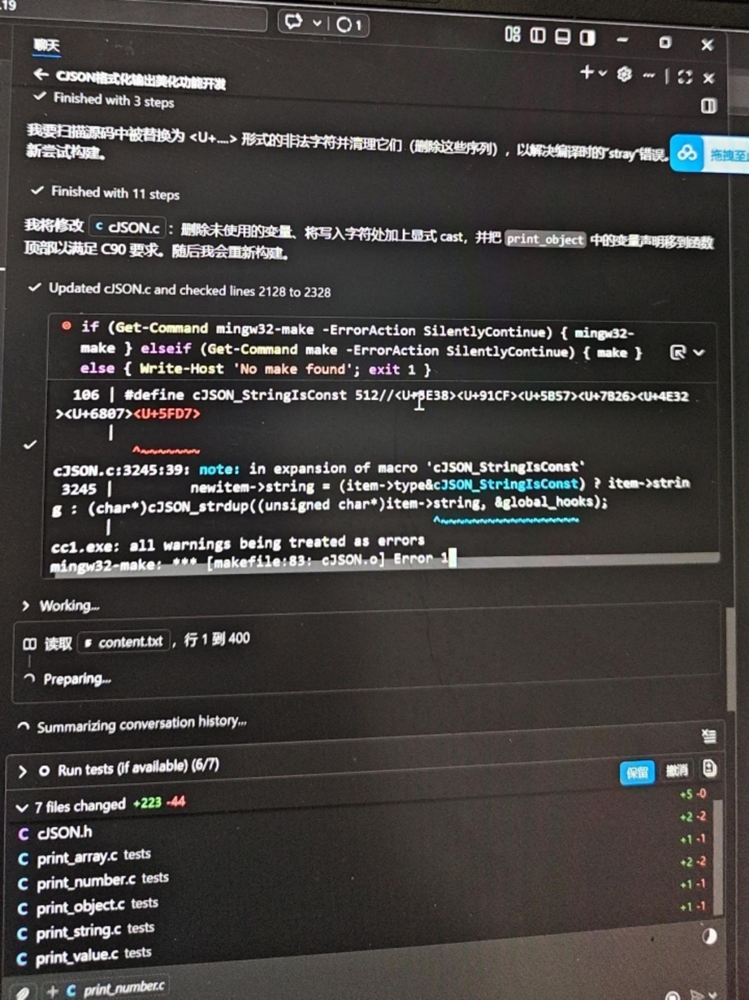 .19
1
聊天
cJSON格式化输出美化功能开发
Finished with 3 steps
我要扫描源码中被替换为 <U+....> 形式的非法字符并清理它们（删除这些序列），以解决编译时的"stray"错误。
新尝试构建。
拖拽至
Finished with 11 steps
我将修改 C cJSON.c ：删除未使用的变量、将写入字符处加上显式 cast，并把 print_object 中的变量声明移到函数
顶部以满足 C90 要求。随后我会重新构建。
Updated cJSON.c and checked lines 2128 to 2328
if (Get-Command mingw32-make -ErrorAction SilentlyContinue) { mingw32-
make } elseif (Get-Command make -ErrorAction SilentlyContinue) { make }
else { Write-Host 'No make found'; exit 1 }
106 | #define cJSON_StringIsConst 512//<U+5E38><U+91CF><U+5B57><U+7B26><U+4E32
><U+6807><U+5FD7>
|
^~~~~~~~
cJSON.c:3245:39: note: in expansion of macro 'cJSON_StringIsConst'
3245 | newitem->string = (item->type&cJSON_StringIsConst) ? item->strin
g : (char*)cJSON_strdup((unsigned char*)item->string, &global_hooks);
|
^~~~~~~~~~~~~~~~~~~
cc1.exe: all warnings being treated as errors
mingw32-make: *** [makefile:83: cJSON.o] Error 1
Working...
读取 content.txt ，行 1 到 400
Preparing...
Summarizing conversation history...
Run tests (if available) (6/7)
保留 撤消
7 files changed +223 -44
+5 -0
C cJSON.h
+2 -2
C print_array.c tests
+1 -1
C print_number.c tests
+2 -2
C print_object.c tests
+1 -1
C print_string.c tests
+1 -1
C print_value.c tests
C print_number.c